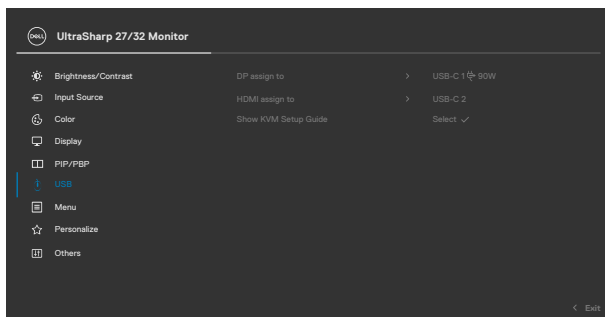 DELL UltraSharp 27/32 Monitor
Brightness/Contrast DP assign to > USB-C 1 90W
Input Source HDMI assign to > USB-C 2
Color Show KVM Setup Guide Select ✓
Display
PIP/PBP
USB
Menu
Personalize
Others
< Exit